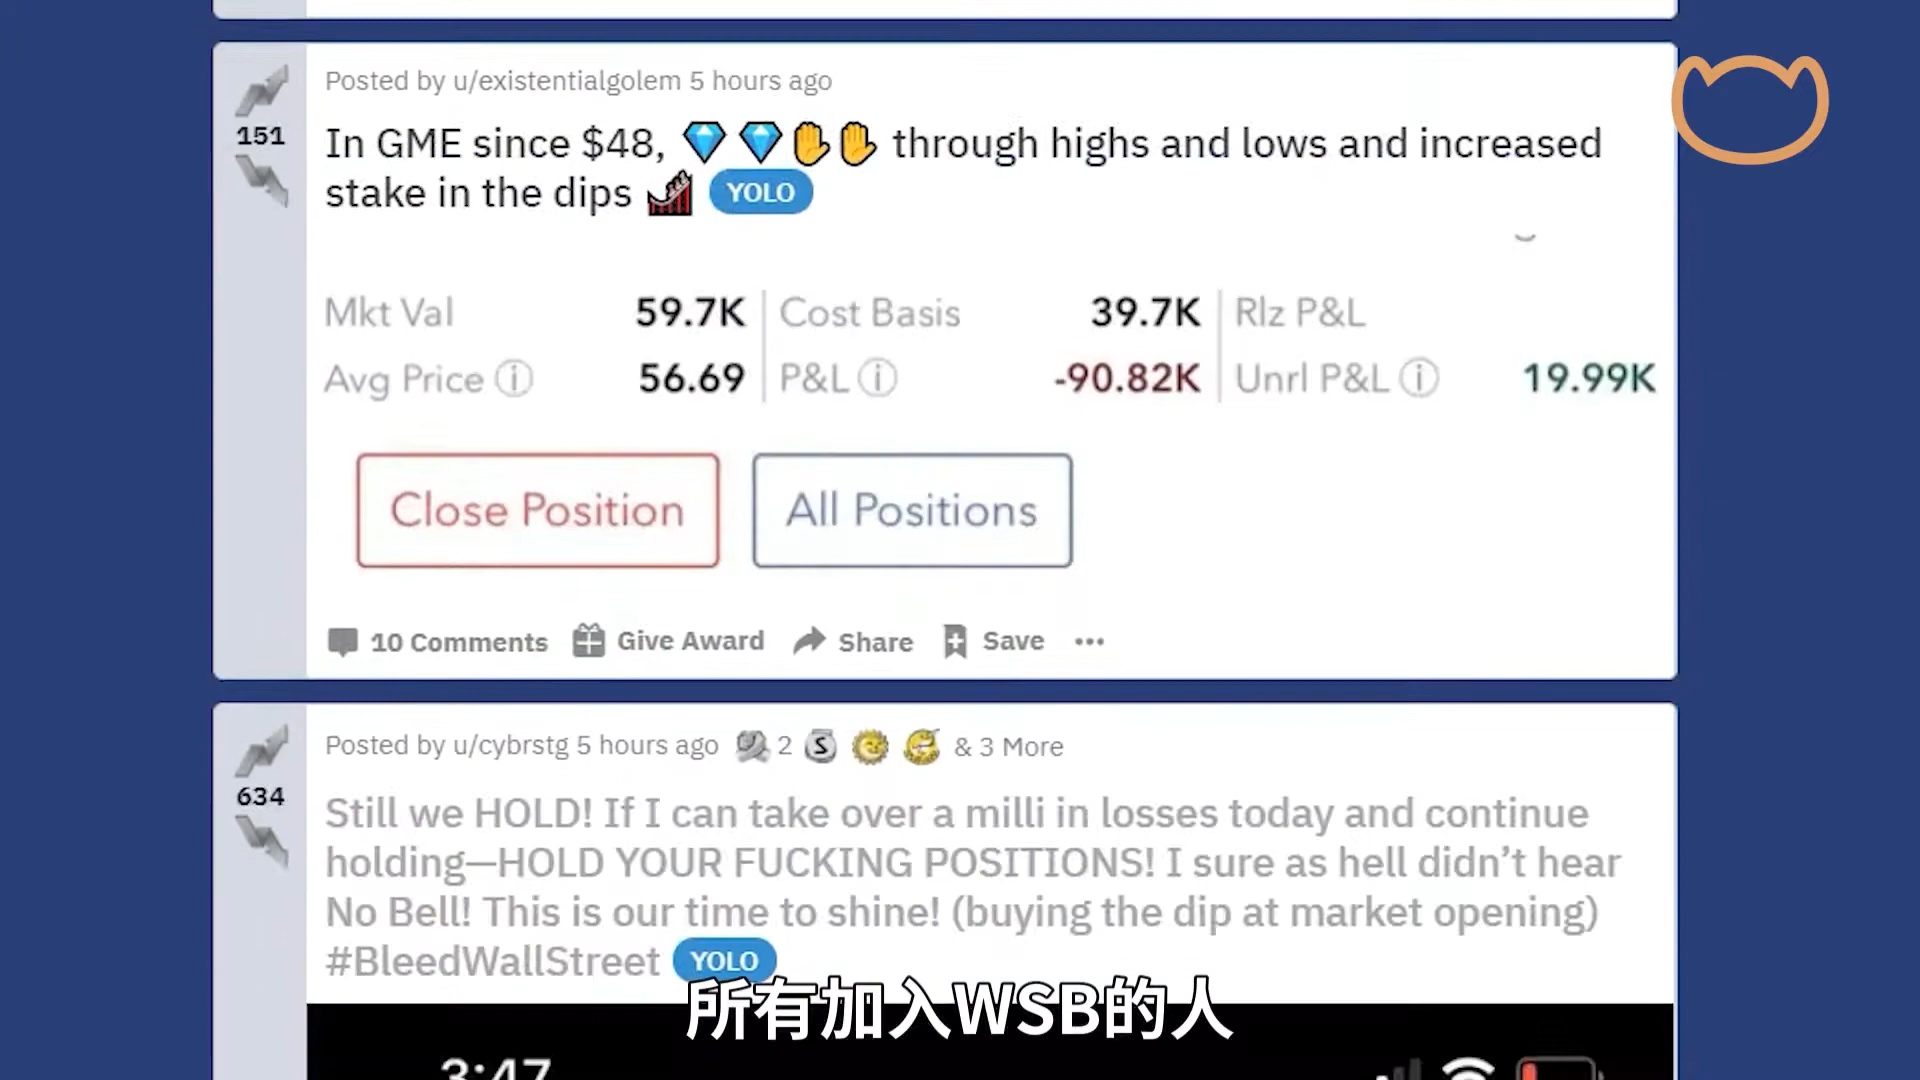 Posted by u/existentialgolem 5 hours ago
151
In GME since $48, 💎💎✋✋ through highs and lows and increased
stake in the dips 🎢 YOLO
Mkt Val 59.7K Cost Basis 39.7K Rlz P&L
Avg Price 56.69 P&L -90.82K Unrl P&L 19.99K
Close Position All Positions
10 Comments Give Award Share Save ...
Posted by u/cybrstg 5 hours ago 2 S & 3 More
634
Still we HOLD! If I can take over a milli in losses today and continue
holding—HOLD YOUR FUCKING POSITIONS! I sure as hell didn’t hear
No Bell! This is our time to shine! (buying the dip at market opening)
#BleedWallStreet YOLO
所有加入WSB的人
3:47